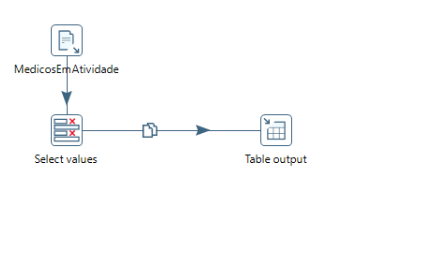 MedicosEmAtividade
Select values
Table output